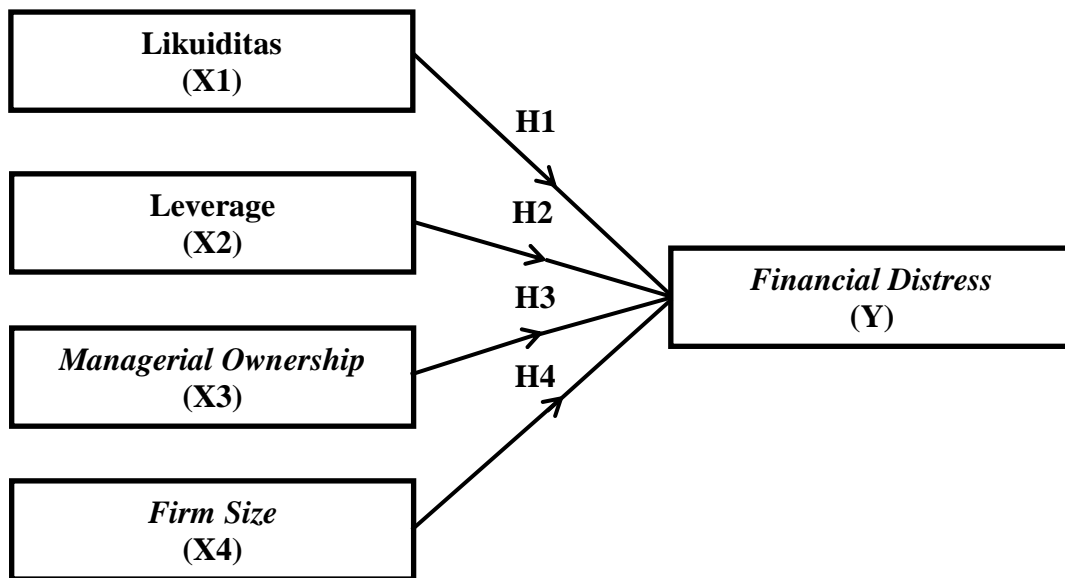 Likuiditas
(X1)
H1
Leverage
(X2)
H2
Financial Distress
(Y)
H3
Managerial Ownership
(X3)
H4
Firm Size
(X4)